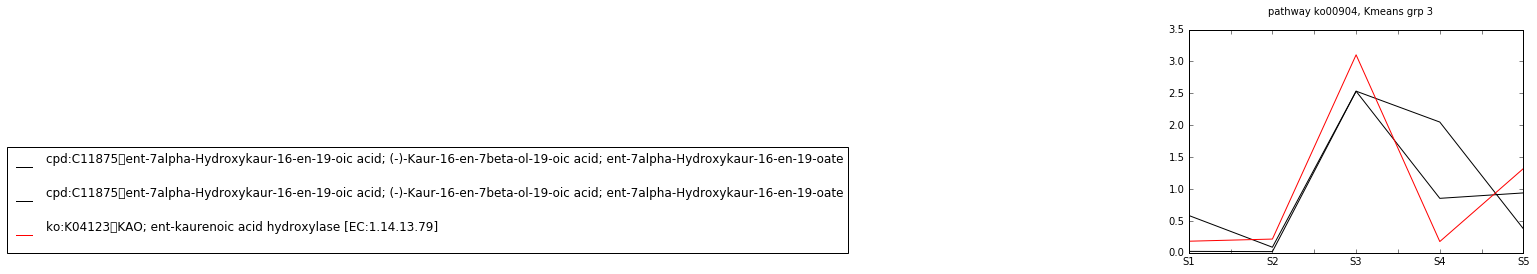 pathway ko00904, Kmeans grp 3
3.5
3.0
2.5
2.0
1.5
1.0
0.5
0.0
S1 S2 S3 S4 S5
cpd:C11875▯ent-7alpha-Hydroxykaur-16-en-19-oic acid; (-)-Kaur-16-en-7beta-ol-19-oic acid; ent-7alpha-Hydroxykaur-16-en-19-oate
cpd:C11875▯ent-7alpha-Hydroxykaur-16-en-19-oic acid; (-)-Kaur-16-en-7beta-ol-19-oic acid; ent-7alpha-Hydroxykaur-16-en-19-oate
ko:K04123▯KAO; ent-kaurenoic acid hydroxylase [EC:1.14.13.79]